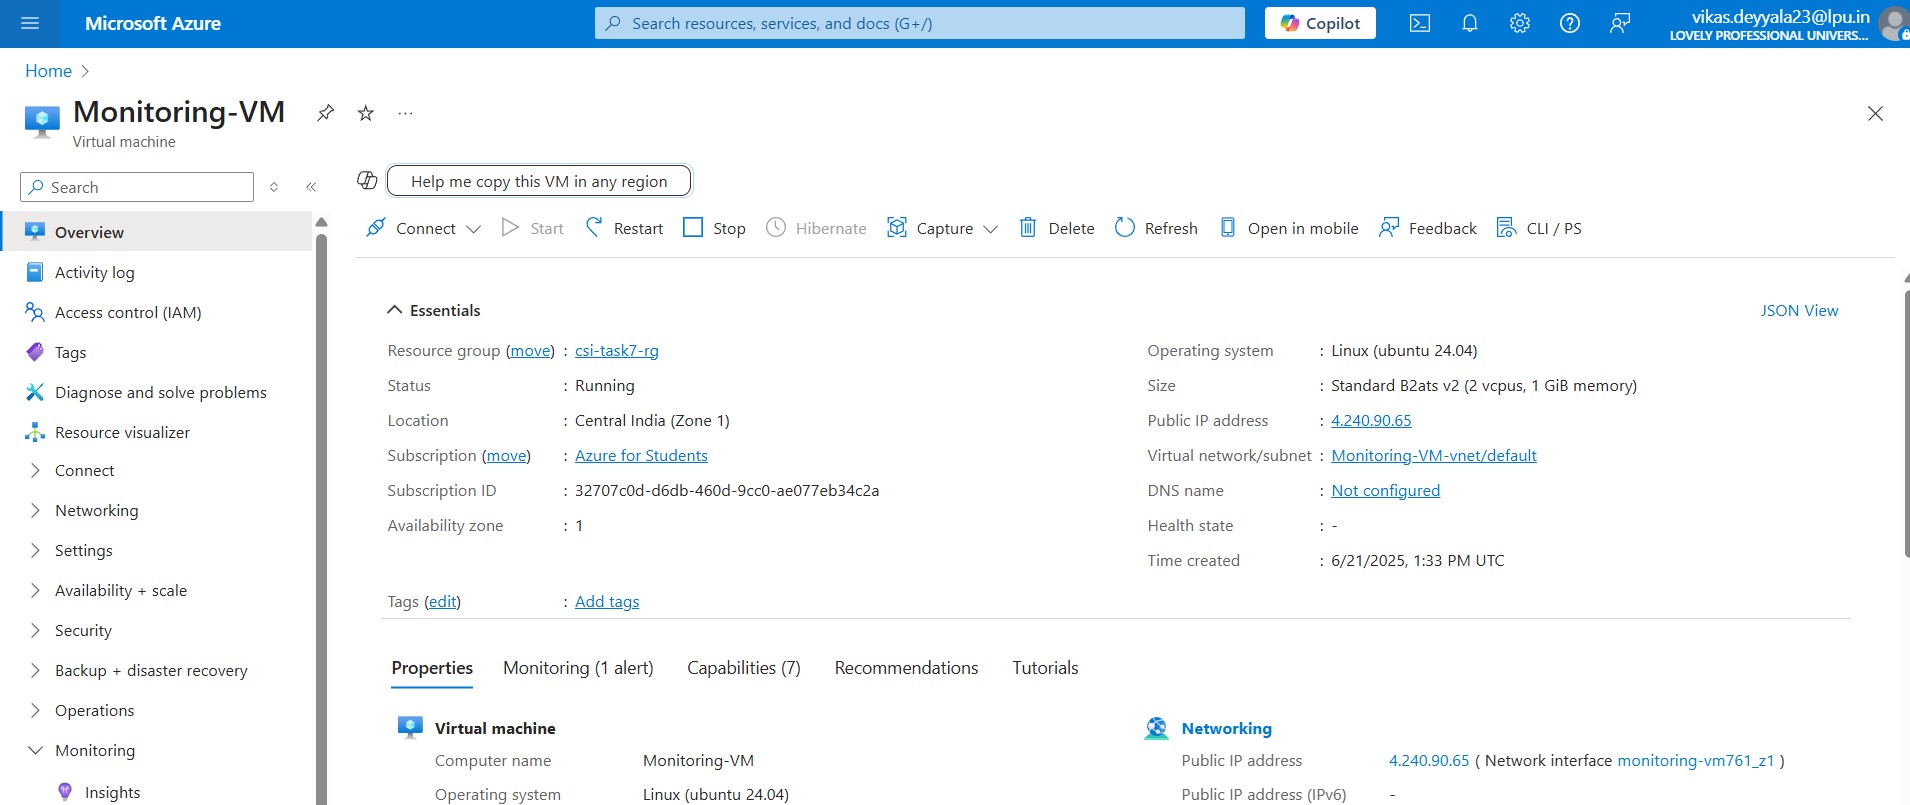 Microsoft Azure
Search resources, services, and docs (G+/)
Copilot
vikas.deyyala23@lpu.in
LOVELY PROFESSIONAL UNIVERS...
Home
Monitoring-VM
Virtual machine
Search
Help me copy this VM in any region
Connect Start Restart Stop Hibernate Capture Delete Refresh Open in mobile Feedback CLI / PS
Overview
Activity log
Access control (IAM)
Tags
Diagnose and solve problems
Resource visualizer
Connect
Networking
Settings
Availability + scale
Security
Backup + disaster recovery
Operations
Monitoring
Insights
Essentials
JSON View
Resource group (move) : csi-task7-rg
Status : Running
Location : Central India (Zone 1)
Subscription (move) : Azure for Students
Subscription ID : 32707c0d-d6db-460d-9cc0-ae077eb34c2a
Availability zone : 1
Operating system : Linux (ubuntu 24.04)
Size : Standard B2ats v2 (2 vcpus, 1 GiB memory)
Public IP address : 4.240.90.65
Virtual network/subnet : Monitoring-VM-vnet/default
DNS name : Not configured
Health state : -
Time created : 6/21/2025, 1:33 PM UTC
Tags (edit) : Add tags
Properties Monitoring (1 alert) Capabilities (7) Recommendations Tutorials
Virtual machine
Computer name Monitoring-VM
Operating system Linux (ubuntu 24.04)
Networking
Public IP address 4.240.90.65 ( Network interface monitoring-vm761_z1 )
Public IP address (IPv6) -